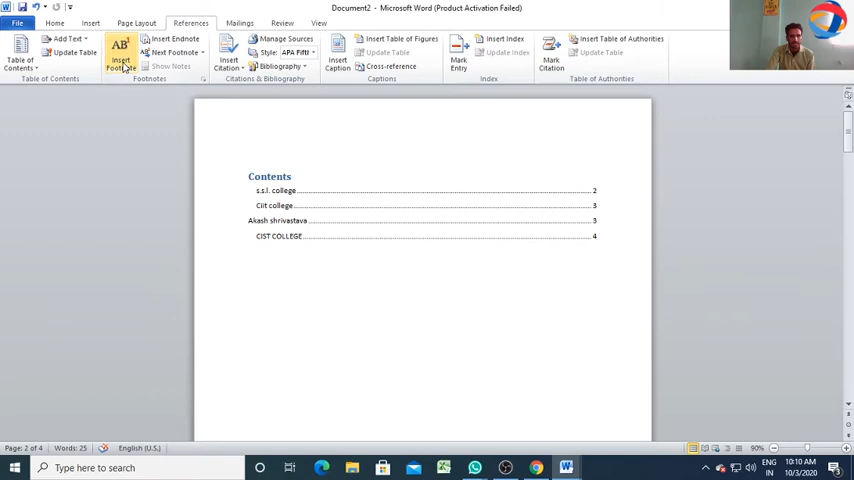 Document2 - Microsoft Word (Product Activation Failed)
File Home Insert Page Layout References Mailings Review View
Table of Contents
Add Text
Update Table
Table of Contents
AB1
Insert Footnote
Insert Endnote
Next Footnote
Show Notes
Footnotes
Insert Citation
Manage Sources
Style: APA Fifth
Bibliography
Citations & Bibliography
Insert Caption
Insert Table of Figures
Update Table
Cross-reference
Captions
Mark Entry
Insert Index
Update Index
Index
Mark Citation
Insert Table of Authorities
Update Table
Table of Authorities
Contents
s.s.l. college 2
Ciit college 3
Akash shrivastava 3
CIST COLLEGE 4
Page: 2 of 4 Words: 25 English (U.S.) 90%
Type here to search
ENG
IN
10:10 AM
10/3/2020
3